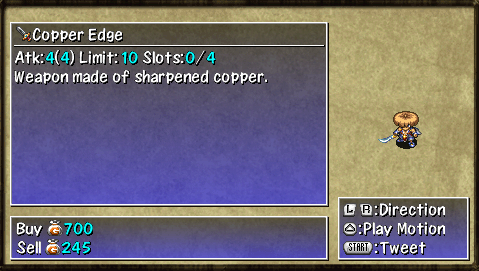 Copper Edge
Atk:4(4) Limit:10 Slots:0/4
Weapon made of sharpened copper.
Buy 700
Sell 245
L R:Direction
:Play Motion
START:Tweet